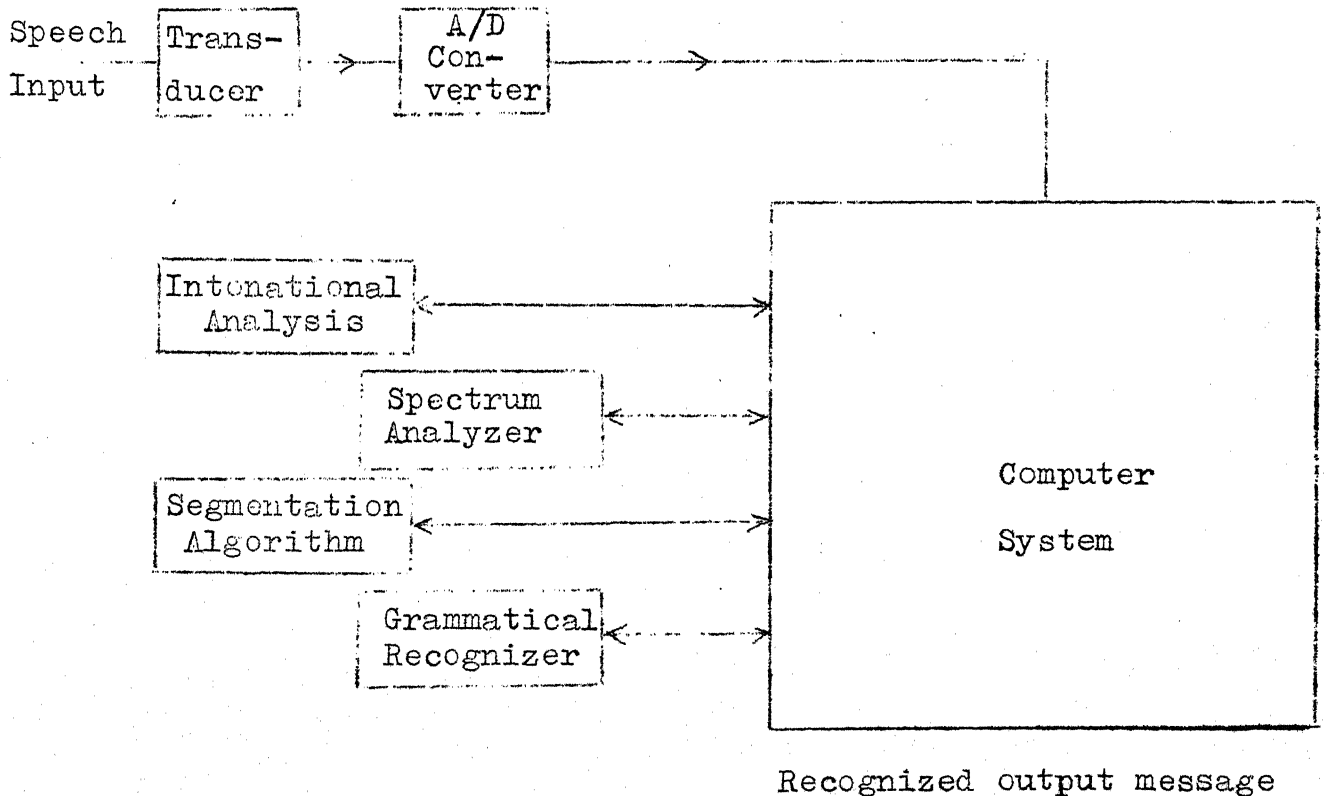 Speech
Input
Trans-
ducer
A/D
Con-
verter
Intonational
Analysis
Spectrum
Analyzer
Segmentation
Algorithm
Grammatical
Recognizer
Computer
System
Recognized output message